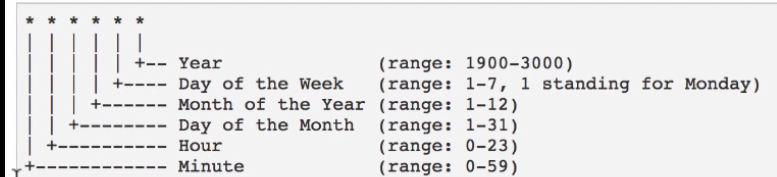 * * * * * *
| | | | | |
| | | | | +-- Year              (range: 1900-3000)
| | | | +---- Day of the Week   (range: 1-7, 1 standing for Monday)
| | | +------ Month of the Year (range: 1-12)
| | +-------- Day of the Month  (range: 1-31)
| +---------- Hour              (range: 0-23)
+------------ Minute            (range: 0-59)